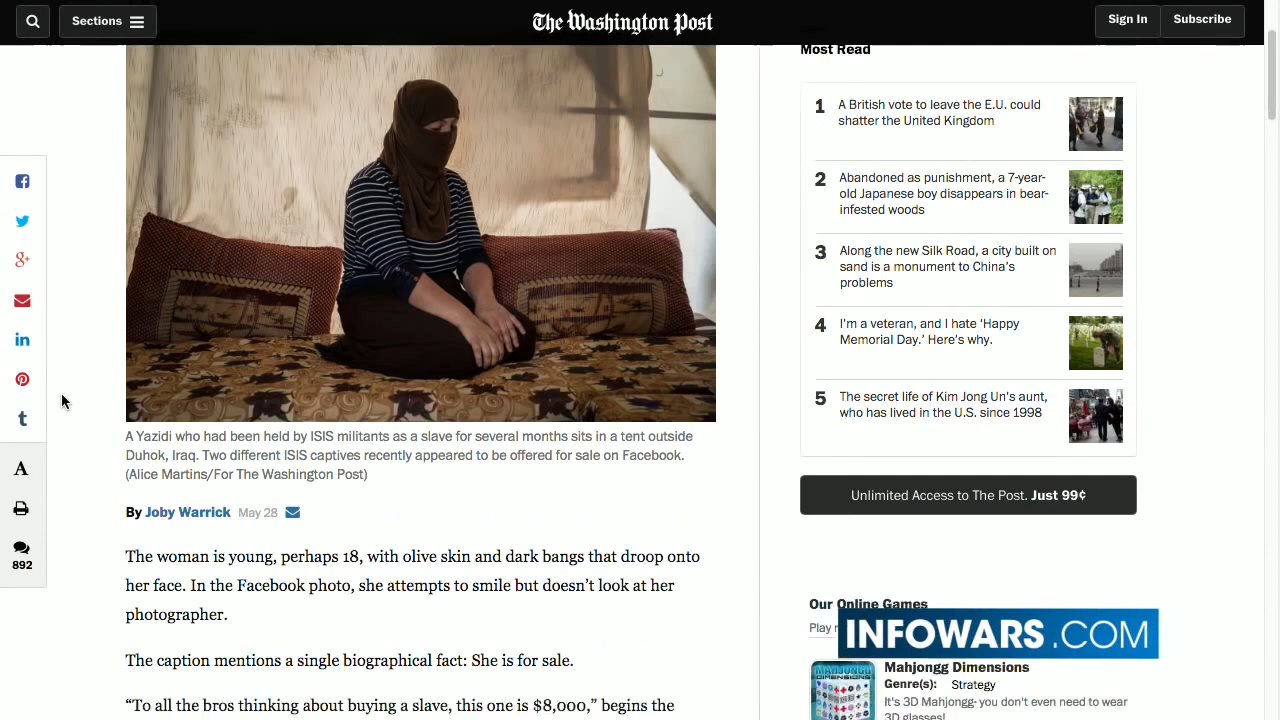 Sections
The Washington Post
Sign In
Subscribe
892
A Yazidi who had been held by ISIS militants as a slave for several months sits in a tent outside
Duhok, Iraq. Two different ISIS captives recently appeared to be offered for sale on Facebook.
(Alice Martins/For The Washington Post)
By Joby Warrick May 28
The woman is young, perhaps 18, with olive skin and dark bangs that droop onto
her face. In the Facebook photo, she attempts to smile but doesn’t look at her
photographer.
The caption mentions a single biographical fact: She is for sale.
“To all the bros thinking about buying a slave, this one is $8,000,” begins the
Most Read
1 A British vote to leave the E.U. could
shatter the United Kingdom
2 Abandoned as punishment, a 7-year-
old Japanese boy disappears in bear-
infested woods
3 Along the new Silk Road, a city built on
sand is a monument to China’s
problems
4 I’m a veteran, and I hate ‘Happy
Memorial Day.’ Here’s why.
5 The secret life of Kim Jong Un’s aunt,
who has lived in the U.S. since 1998
Unlimited Access to The Post. Just 99¢
Our Online Games
Play
INFOWARS.COM
MAHJONGG
DIMENSIONS
Mahjongg Dimensions
Genre(s): Strategy
It's 3D Mahjongg- you don't even need to wear
3D glasses!